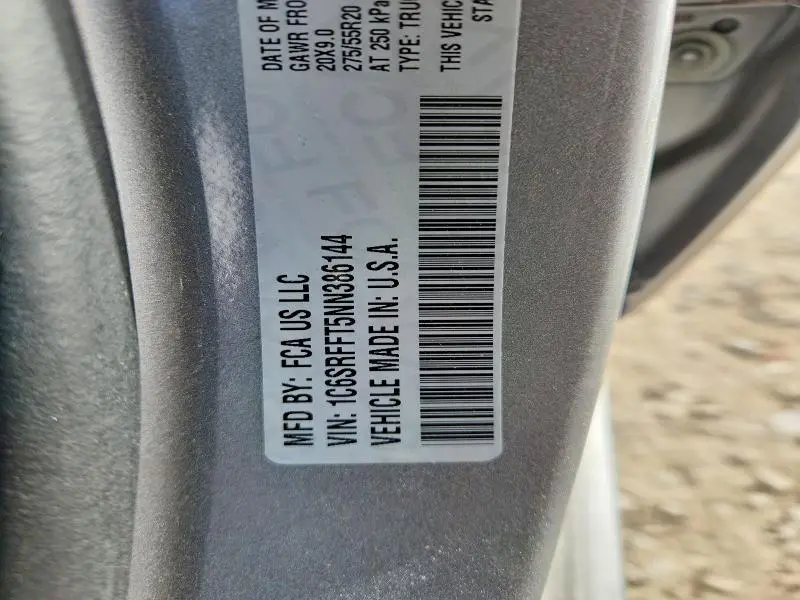 MFD BY: FCA US LLC
DATE OF M
VIN: 1C6SRFFT5NN386144
GAWR FRO
20X9.0
VEHICLE MADE IN: U.S.A.
275/55R20
AT 250 kPa
TYPE: TRU
THIS VEHIC
STA